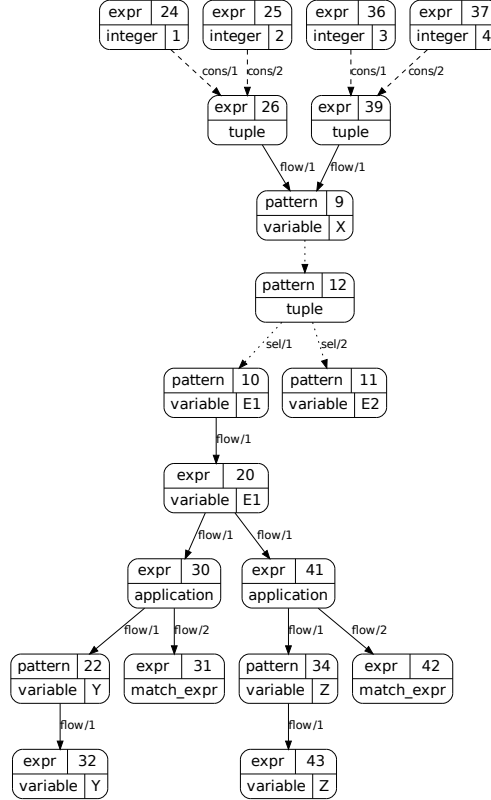 expr 24 expr 25 expr 36 expr 37
integer 1 integer 2 integer 3 integer 4
cons/1 cons/2 cons/1 cons/2
expr 26 expr 39
tuple tuple
flow/1 flow/1
pattern 9
variable X
pattern 12
tuple
sel/1 sel/2
pattern 10 pattern 11
variable E1 variable E2
flow/1
expr 20
variable E1
flow/1 flow/1
expr 30 expr 41
application application
flow/1 flow/2 flow/1 flow/2
pattern 22 expr 31 pattern 34 expr 42
variable Y match_expr variable Z match_expr
flow/1 flow/1
expr 32 expr 43
variable Y variable Z